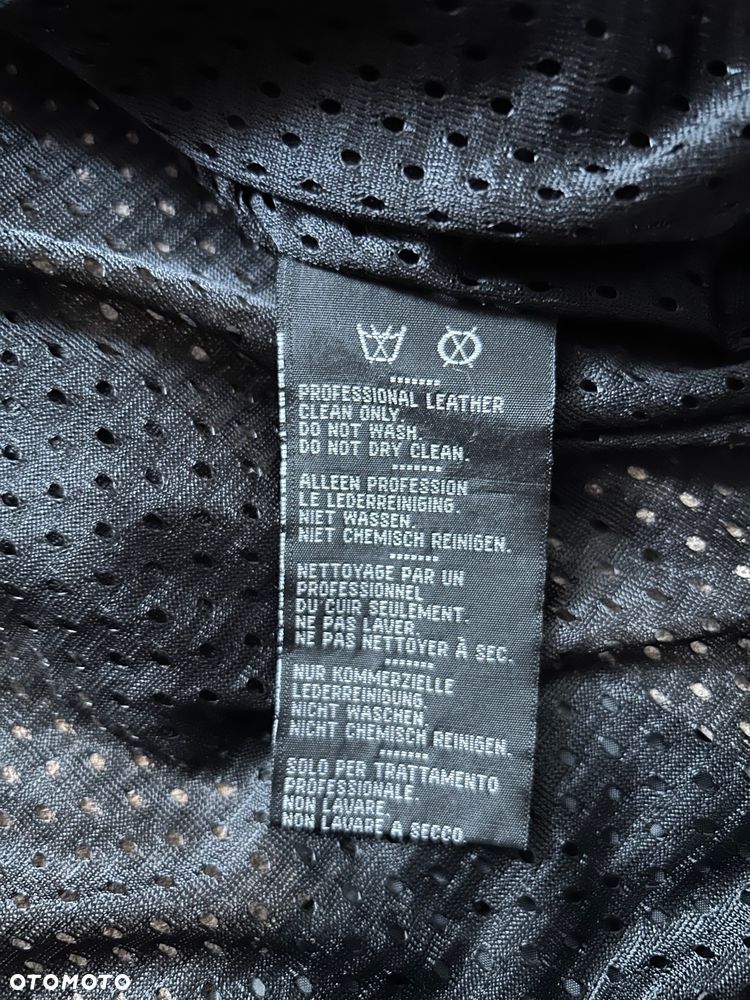 PROFESSIONAL LEATHER
CLEAN ONLY.
DO NOT WASH.
DO NOT DRY CLEAN.
ALLEEN PROFESSION
LE LEDERREINIGING.
NIET WASSEN.
NIET CHEMISCH REINIGEN.
NETTOYAGE PAR UN
PROFESSIONNEL
DU CUIR SEULEMENT.
NE PAS LAVER.
NE PAS NETTOYER À SEC.
NUR KOMMERZIELLE
LEDERREINIGUNG
NICHT WASCHEN.
NICHT CHEMISCH REINIGEN.
SOLO PER TRATTAMENTO
PROFESSIONALE.
NON LAVARE
NON LAVARE A SECCO.
OTOMOTO